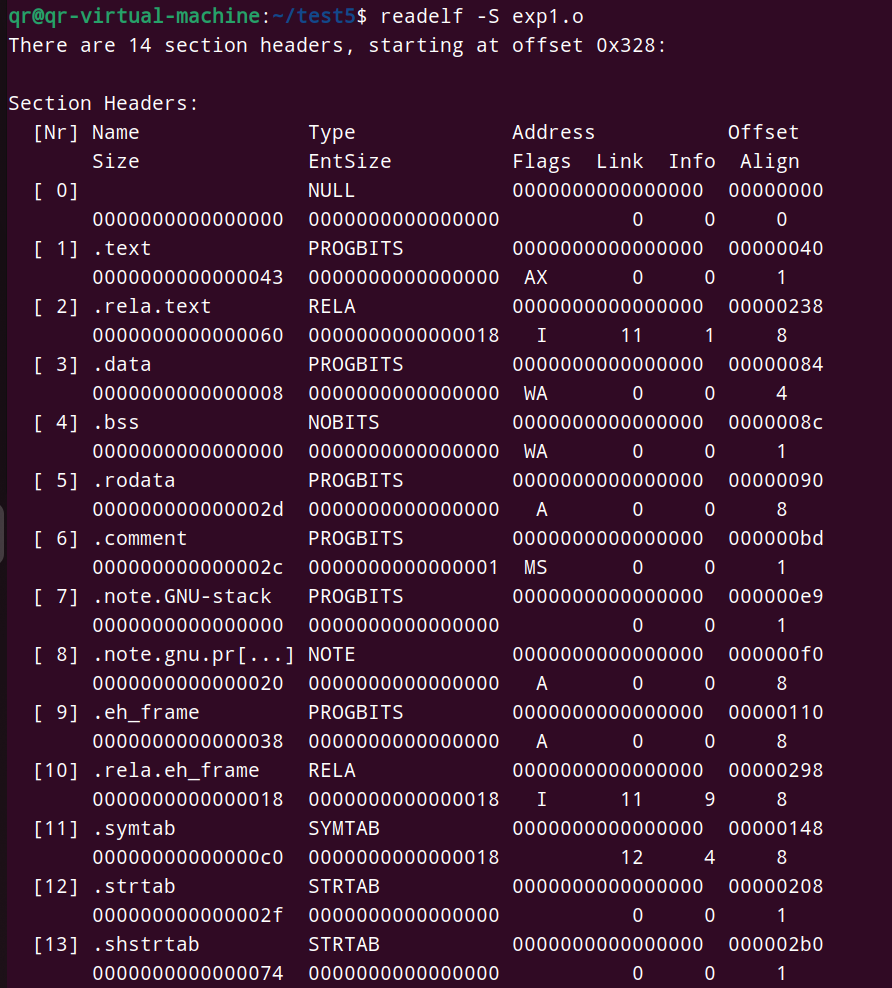 qr@qr-virtual-machine:~/test5$ readelf -S exp1.o
There are 14 section headers, starting at offset 0x328:
Section Headers:
  [Nr] Name              Type             Address           Offset
       Size              EntSize          Flags  Link  Info  Align
  [ 0]                   NULL             0000000000000000  00000000
       0000000000000000  0000000000000000           0     0     0
  [ 1] .text             PROGBITS         0000000000000000  00000040
       0000000000000043  0000000000000000  AX       0     0     1
  [ 2] .rela.text        RELA             0000000000000000  00000238
       0000000000000060  0000000000000018   I      11     1     8
  [ 3] .data             PROGBITS         0000000000000000  00000084
       0000000000000008  0000000000000000  WA       0     0     4
  [ 4] .bss              NOBITS           0000000000000000  0000008c
       0000000000000000  0000000000000000  WA       0     0     1
  [ 5] .rodata           PROGBITS         0000000000000000  00000090
       000000000000002d  0000000000000000   A       0     0     8
  [ 6] .comment          PROGBITS         0000000000000000  000000bd
       000000000000002c  0000000000000001  MS       0     0     1
  [ 7] .note.GNU-stack   PROGBITS         0000000000000000  000000e9
       0000000000000000  0000000000000000           0     0     1
  [ 8] .note.gnu.pr[...] NOTE             0000000000000000  000000f0
       0000000000000020  0000000000000000   A       0     0     8
  [ 9] .eh_frame         PROGBITS         0000000000000000  00000110
       0000000000000038  0000000000000000   A       0     0     8
  [10] .rela.eh_frame    RELA             0000000000000000  00000298
       0000000000000018  0000000000000018   I      11     9     8
  [11] .symtab           SYMTAB           0000000000000000  00000148
       00000000000000c0  0000000000000018          12     4     8
  [12] .strtab           STRTAB           0000000000000000  00000208
       000000000000002f  0000000000000000           0     0     1
  [13] .shstrtab         STRTAB           0000000000000000  000002b0
       0000000000000074  0000000000000000           0     0     1